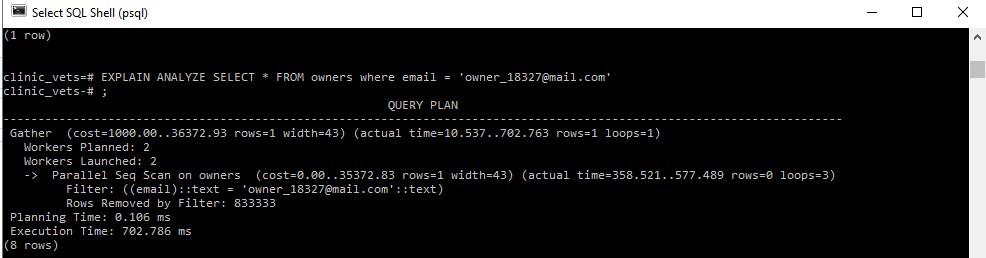 Select SQL Shell (psql)
(1 row)
clinic_vets=# EXPLAIN ANALYZE SELECT * FROM owners where email = 'owner_18327@mail.com'
clinic_vets-# ;
QUERY PLAN
-----------------------------------------------------------------------------------------------------------------------
Gather  (cost=1000.00..36372.93 rows=1 width=43) (actual time=10.537..702.763 rows=1 loops=1)
  Workers Planned: 2
  Workers Launched: 2
  ->  Parallel Seq Scan on owners  (cost=0.00..35372.83 rows=1 width=43) (actual time=358.521..577.489 rows=0 loops=3)
        Filter: ((email)::text = 'owner_18327@mail.com'::text)
        Rows Removed by Filter: 833333
Planning Time: 0.106 ms
Execution Time: 702.786 ms
(8 rows)